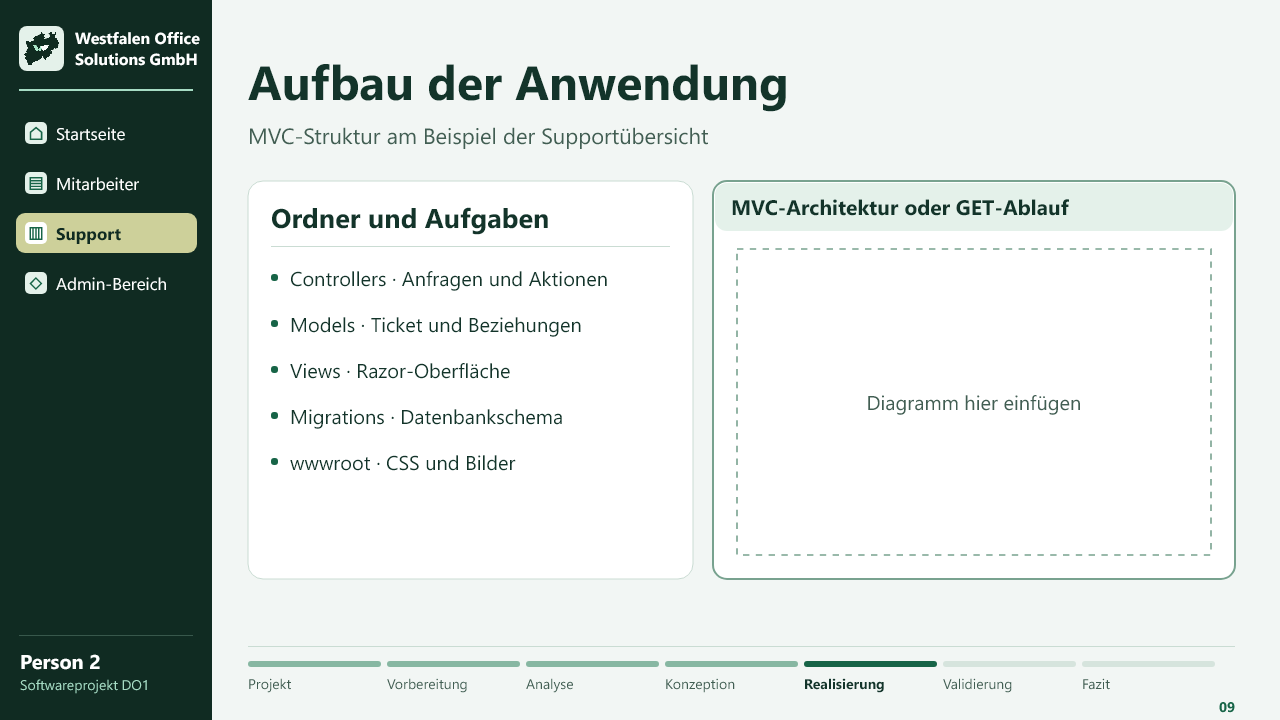 Westfalen Office
Solutions GmbH
Startseite
Mitarbeiter
Support
Admin-Bereich
Person 2
Softwareprojekt DO1
Aufbau der Anwendung
MVC-Struktur am Beispiel der Supportübersicht
Ordner und Aufgaben
• Controllers · Anfragen und Aktionen
• Models · Ticket und Beziehungen
• Views · Razor-Oberfläche
• Migrations · Datenbankschema
• wwwroot · CSS und Bilder
MVC-Architektur oder GET-Ablauf
Diagramm hier einfügen
Projekt Vorbereitung Analyse Konzeption Realisierung Validierung Fazit
09